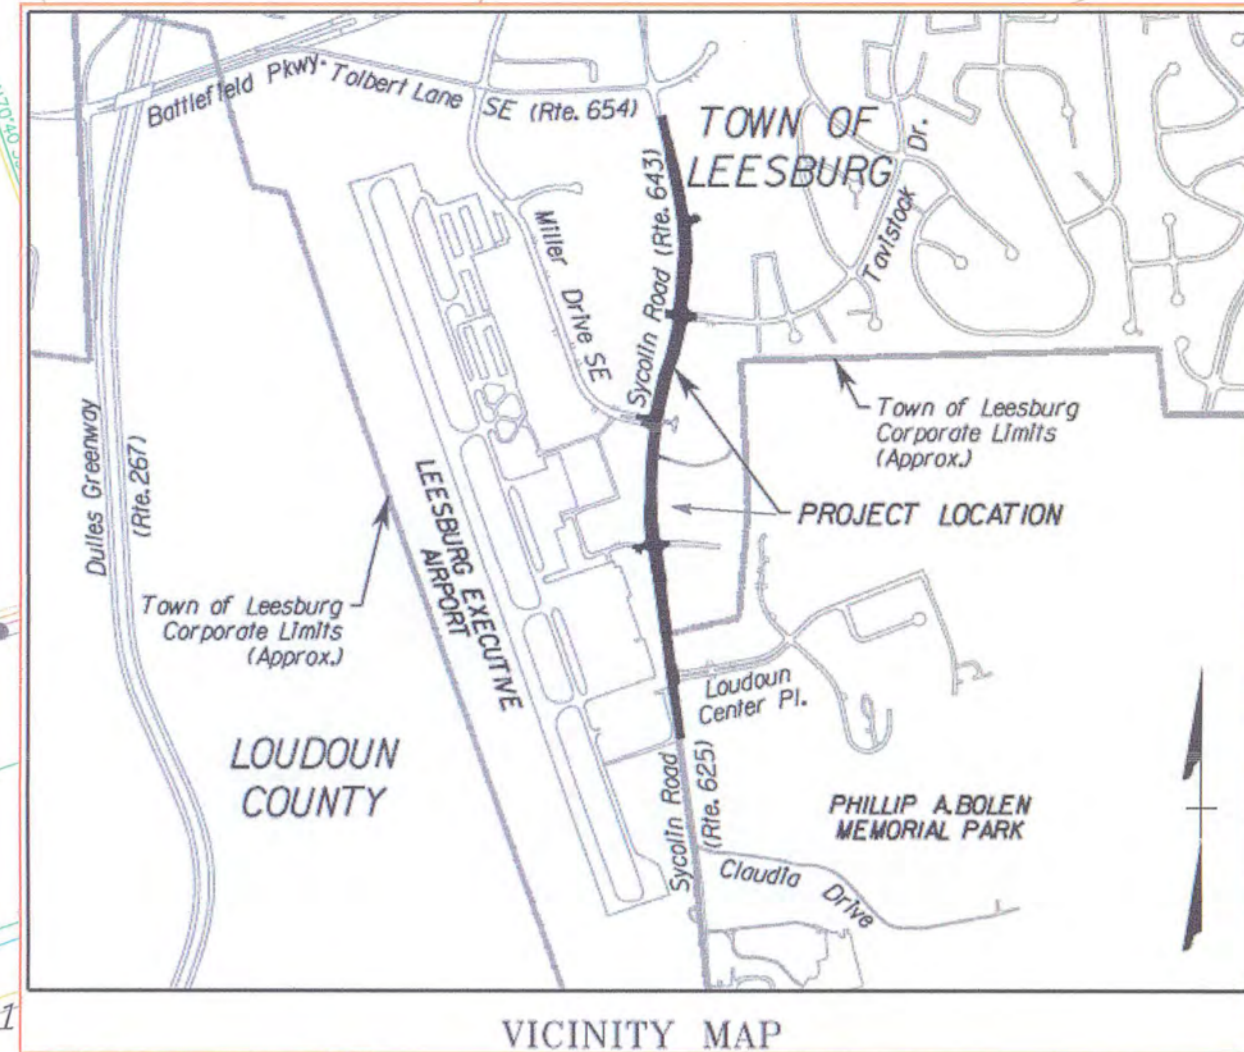 Battlefield Pkwy.
Tolbert Lane SE (Rte. 654)
TOWN OF
LEESBURG
Sycolin Road (Rte. 643)
Miller Drive SE
Tavistock Dr.
Town of Leesburg
Corporate Limits
(Approx.)
PROJECT LOCATION
Dulles Greenway
(Rte. 267)
LEESBURG EXECUTIVE
AIRPORT
Town of Leesburg
Corporate Limits
(Approx.)
Loudoun
Center Pl.
LOUDOUN
COUNTY
Sycolin Road
(Rte. 625)
PHILLIP A. BOLEN
MEMORIAL PARK
Claudia Drive
1
VICINITY MAP